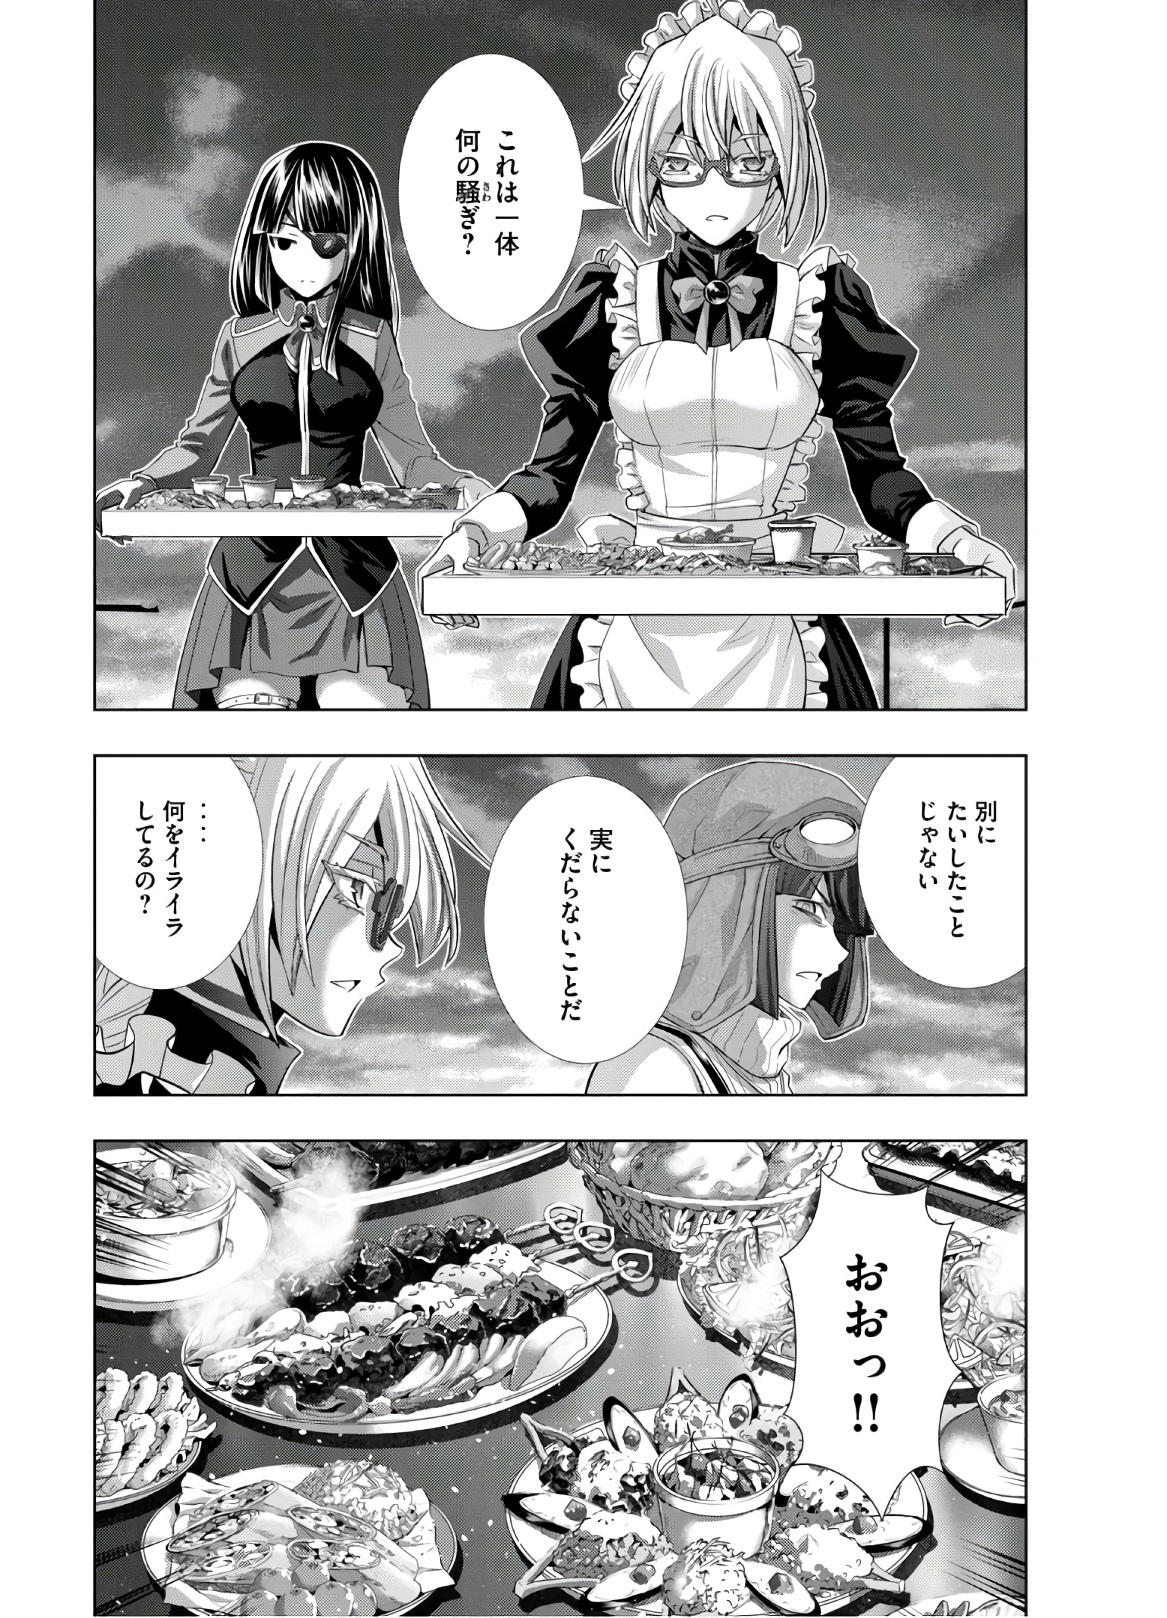 これは一体
何の騒ぎ？
さわ
別に
たいしたこと
じゃない
実に
くだらないことだ
・・・・
何をイライラ
してるの？
おおっ!!